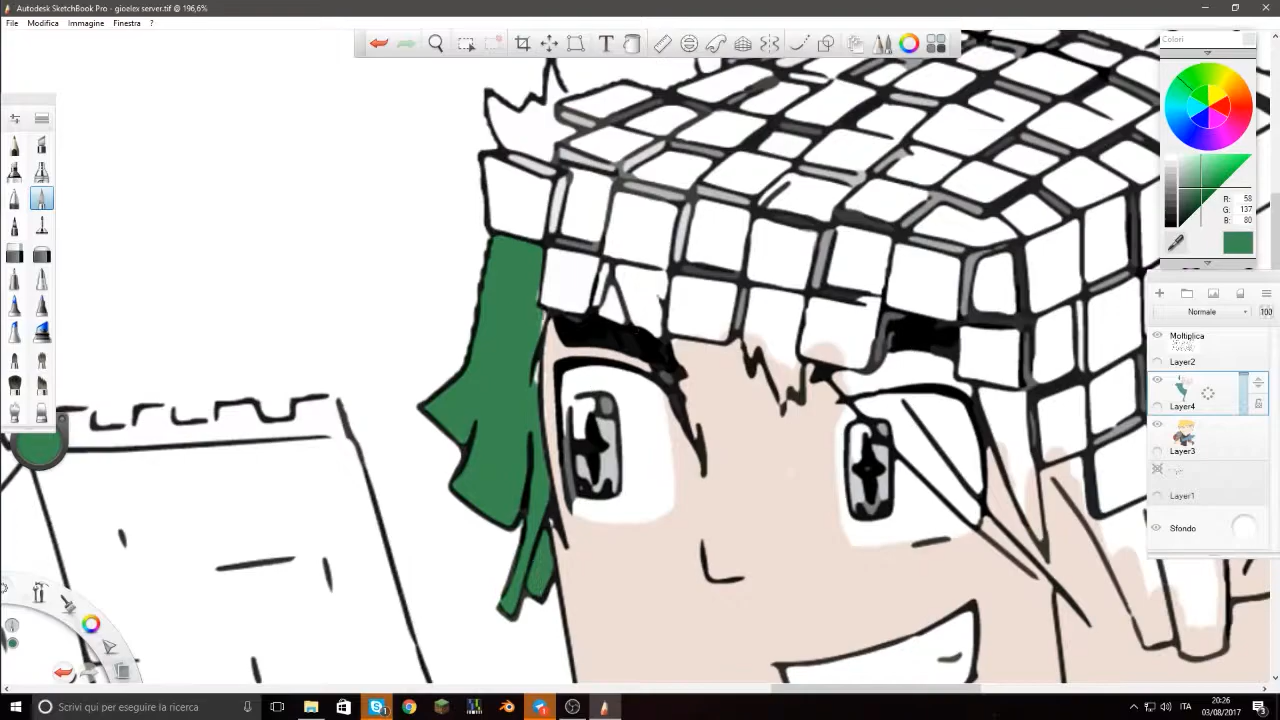 Autodesk SketchBook Pro - gioelex server.tif @ 196,6%
File Modifica Immagine Finestra ?
Colori
R: 58
G: 137
B: 80
Normale 100
Moltiplica
Layer2
Layer4
Layer3
Layer1
Sfondo
Scrivi qui per eseguire la ricerca
ITA
20:26
03/08/2017